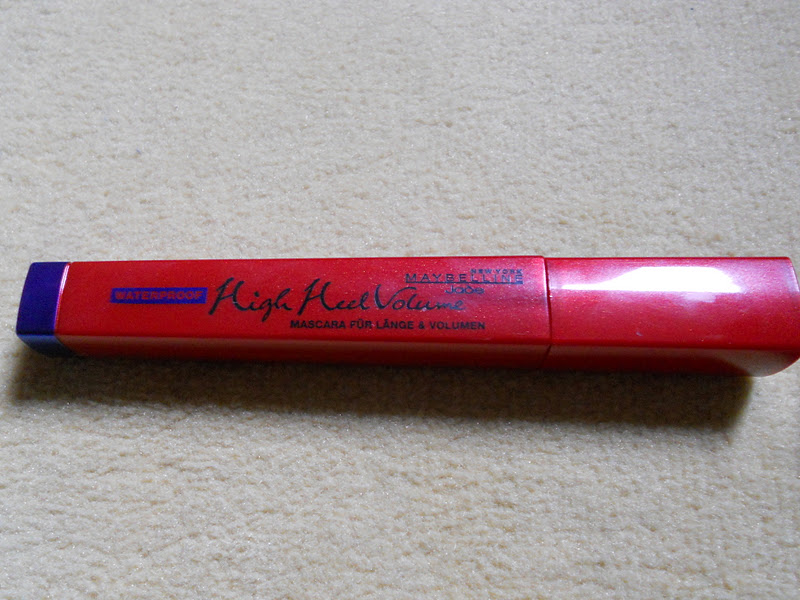 NEW YORK
MAYBELLINE
Jade
WATERPROOF High Heel Volume
MASCARA FÜR LÄNGE & VOLUMEN